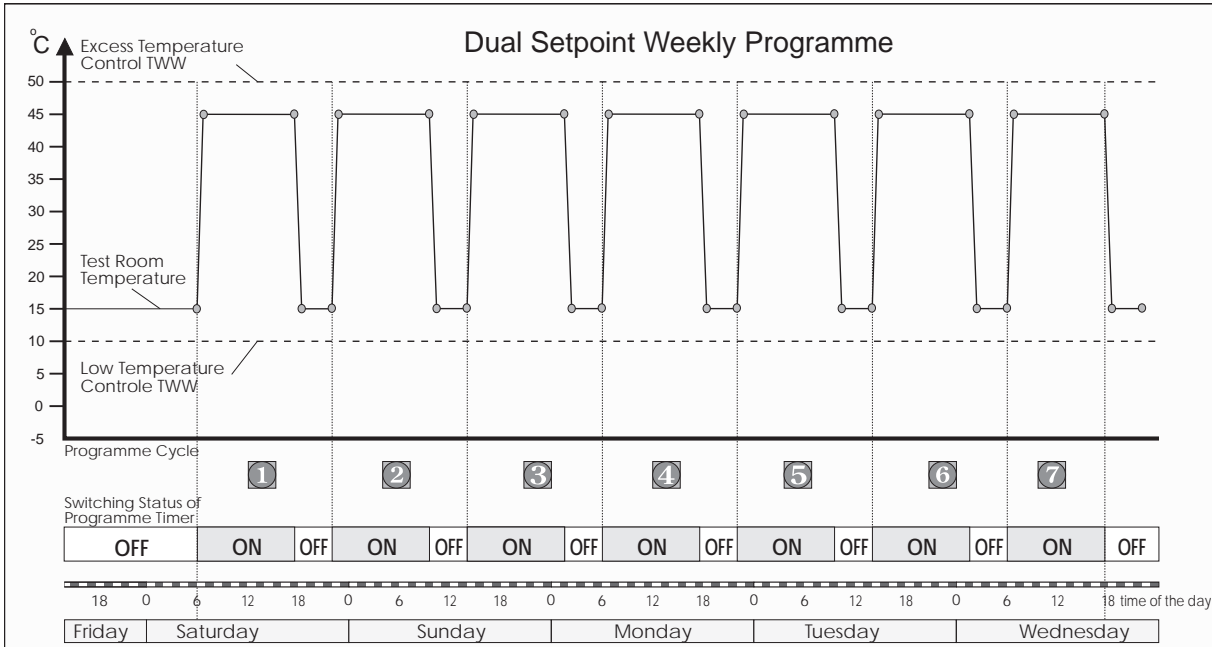 Dual Setpoint Weekly Programme
°C
Excess Temperature
Control TWW
50
45
40
35
30
25
20
15
10
5
0
-5
Test Room
Temperature
Low Temperature
Controle TWW
Programme Cycle
1 2 3 4 5 6 7
Switching Status of
Programme Timer
OFF ON OFF ON OFF ON OFF ON OFF ON OFF ON OFF ON OFF
18 0 6 12 18 0 6 12 18 0 6 12 18 0 6 12 18 0 6 12 18 time of the day
Friday Saturday Sunday Monday Tuesday Wednesday